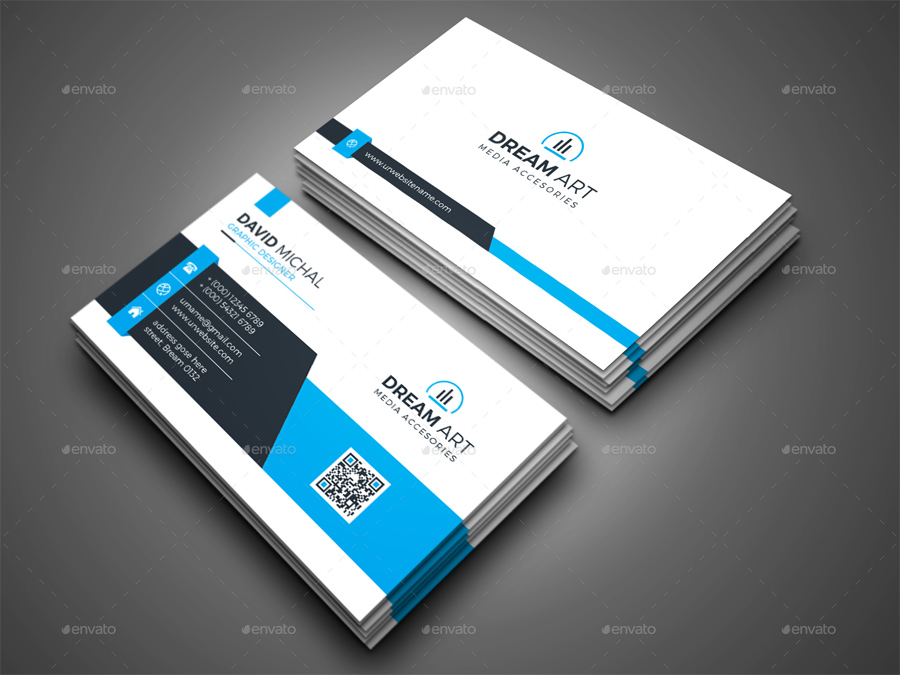 DREAM ART
MEDIA ACCESORIES
www.urwebsitename.com
DAVID MICHAL
GRAPHIC DESIGNER
+ (000) 12345 6789
+ (000) 54321 6789
urname@gmail.com
www.urwebsite.com
address gose here
street, Bream 0132
DREAM ART
MEDIA ACCESORIES
envato envato envato envato envato
envato envato envato envato envato
envato envato envato envato envato
envato envato envato envato envato